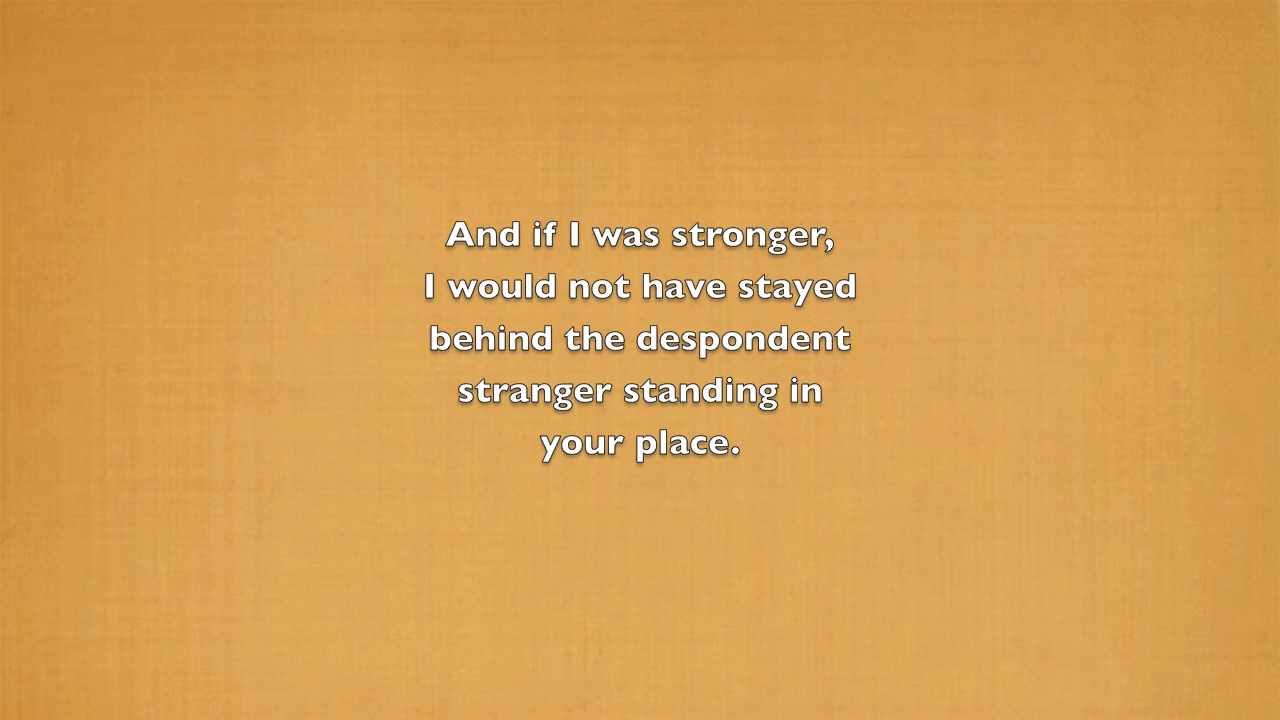 And if I was stronger,
I would not have stayed
behind the despondent
stranger standing in
your place.